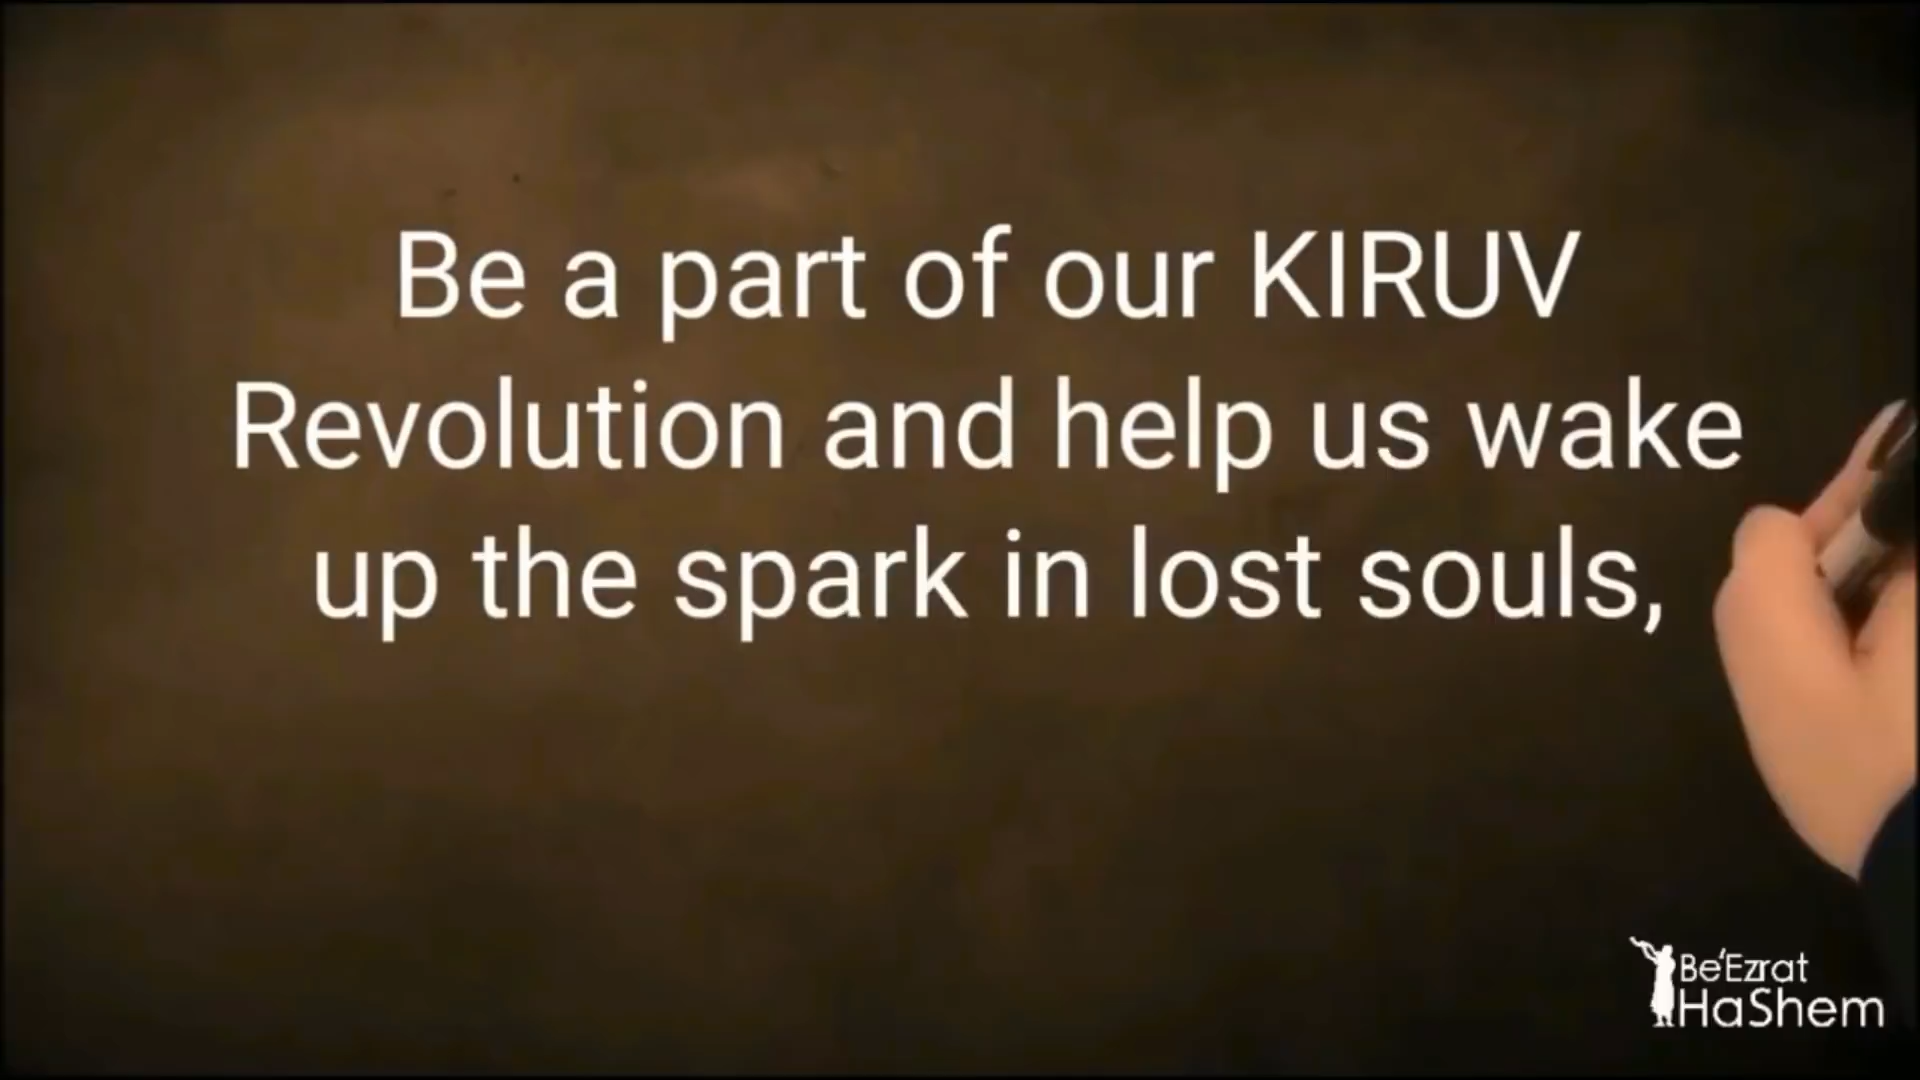 Be a part of our KIRUV
Revolution and help us wake
up the spark in lost souls,
Be'Ezrat
HaShem